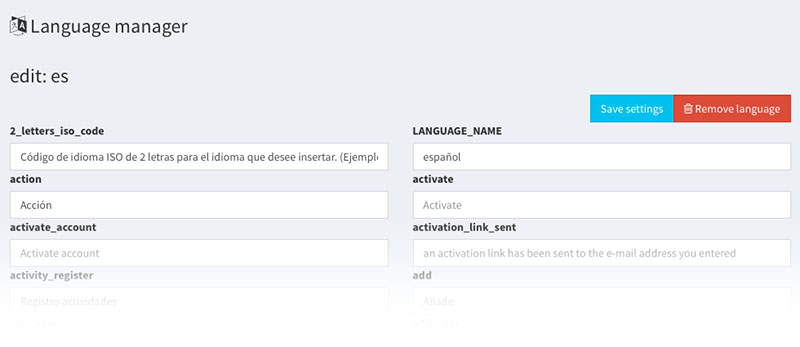 Language manager
edit: es
Save settings
Remove language
2_letters_iso_code
LANGUAGE_NAME
Código de idioma ISO de 2 letras para el idioma que desee insertar. (Ejempl
español
action
activate
Acción
Activate
activate_account
activation_link_sent
Activate account
an activation link has been sent to the e-mail address you entered
activity_register
add
Registro actividades
Añade